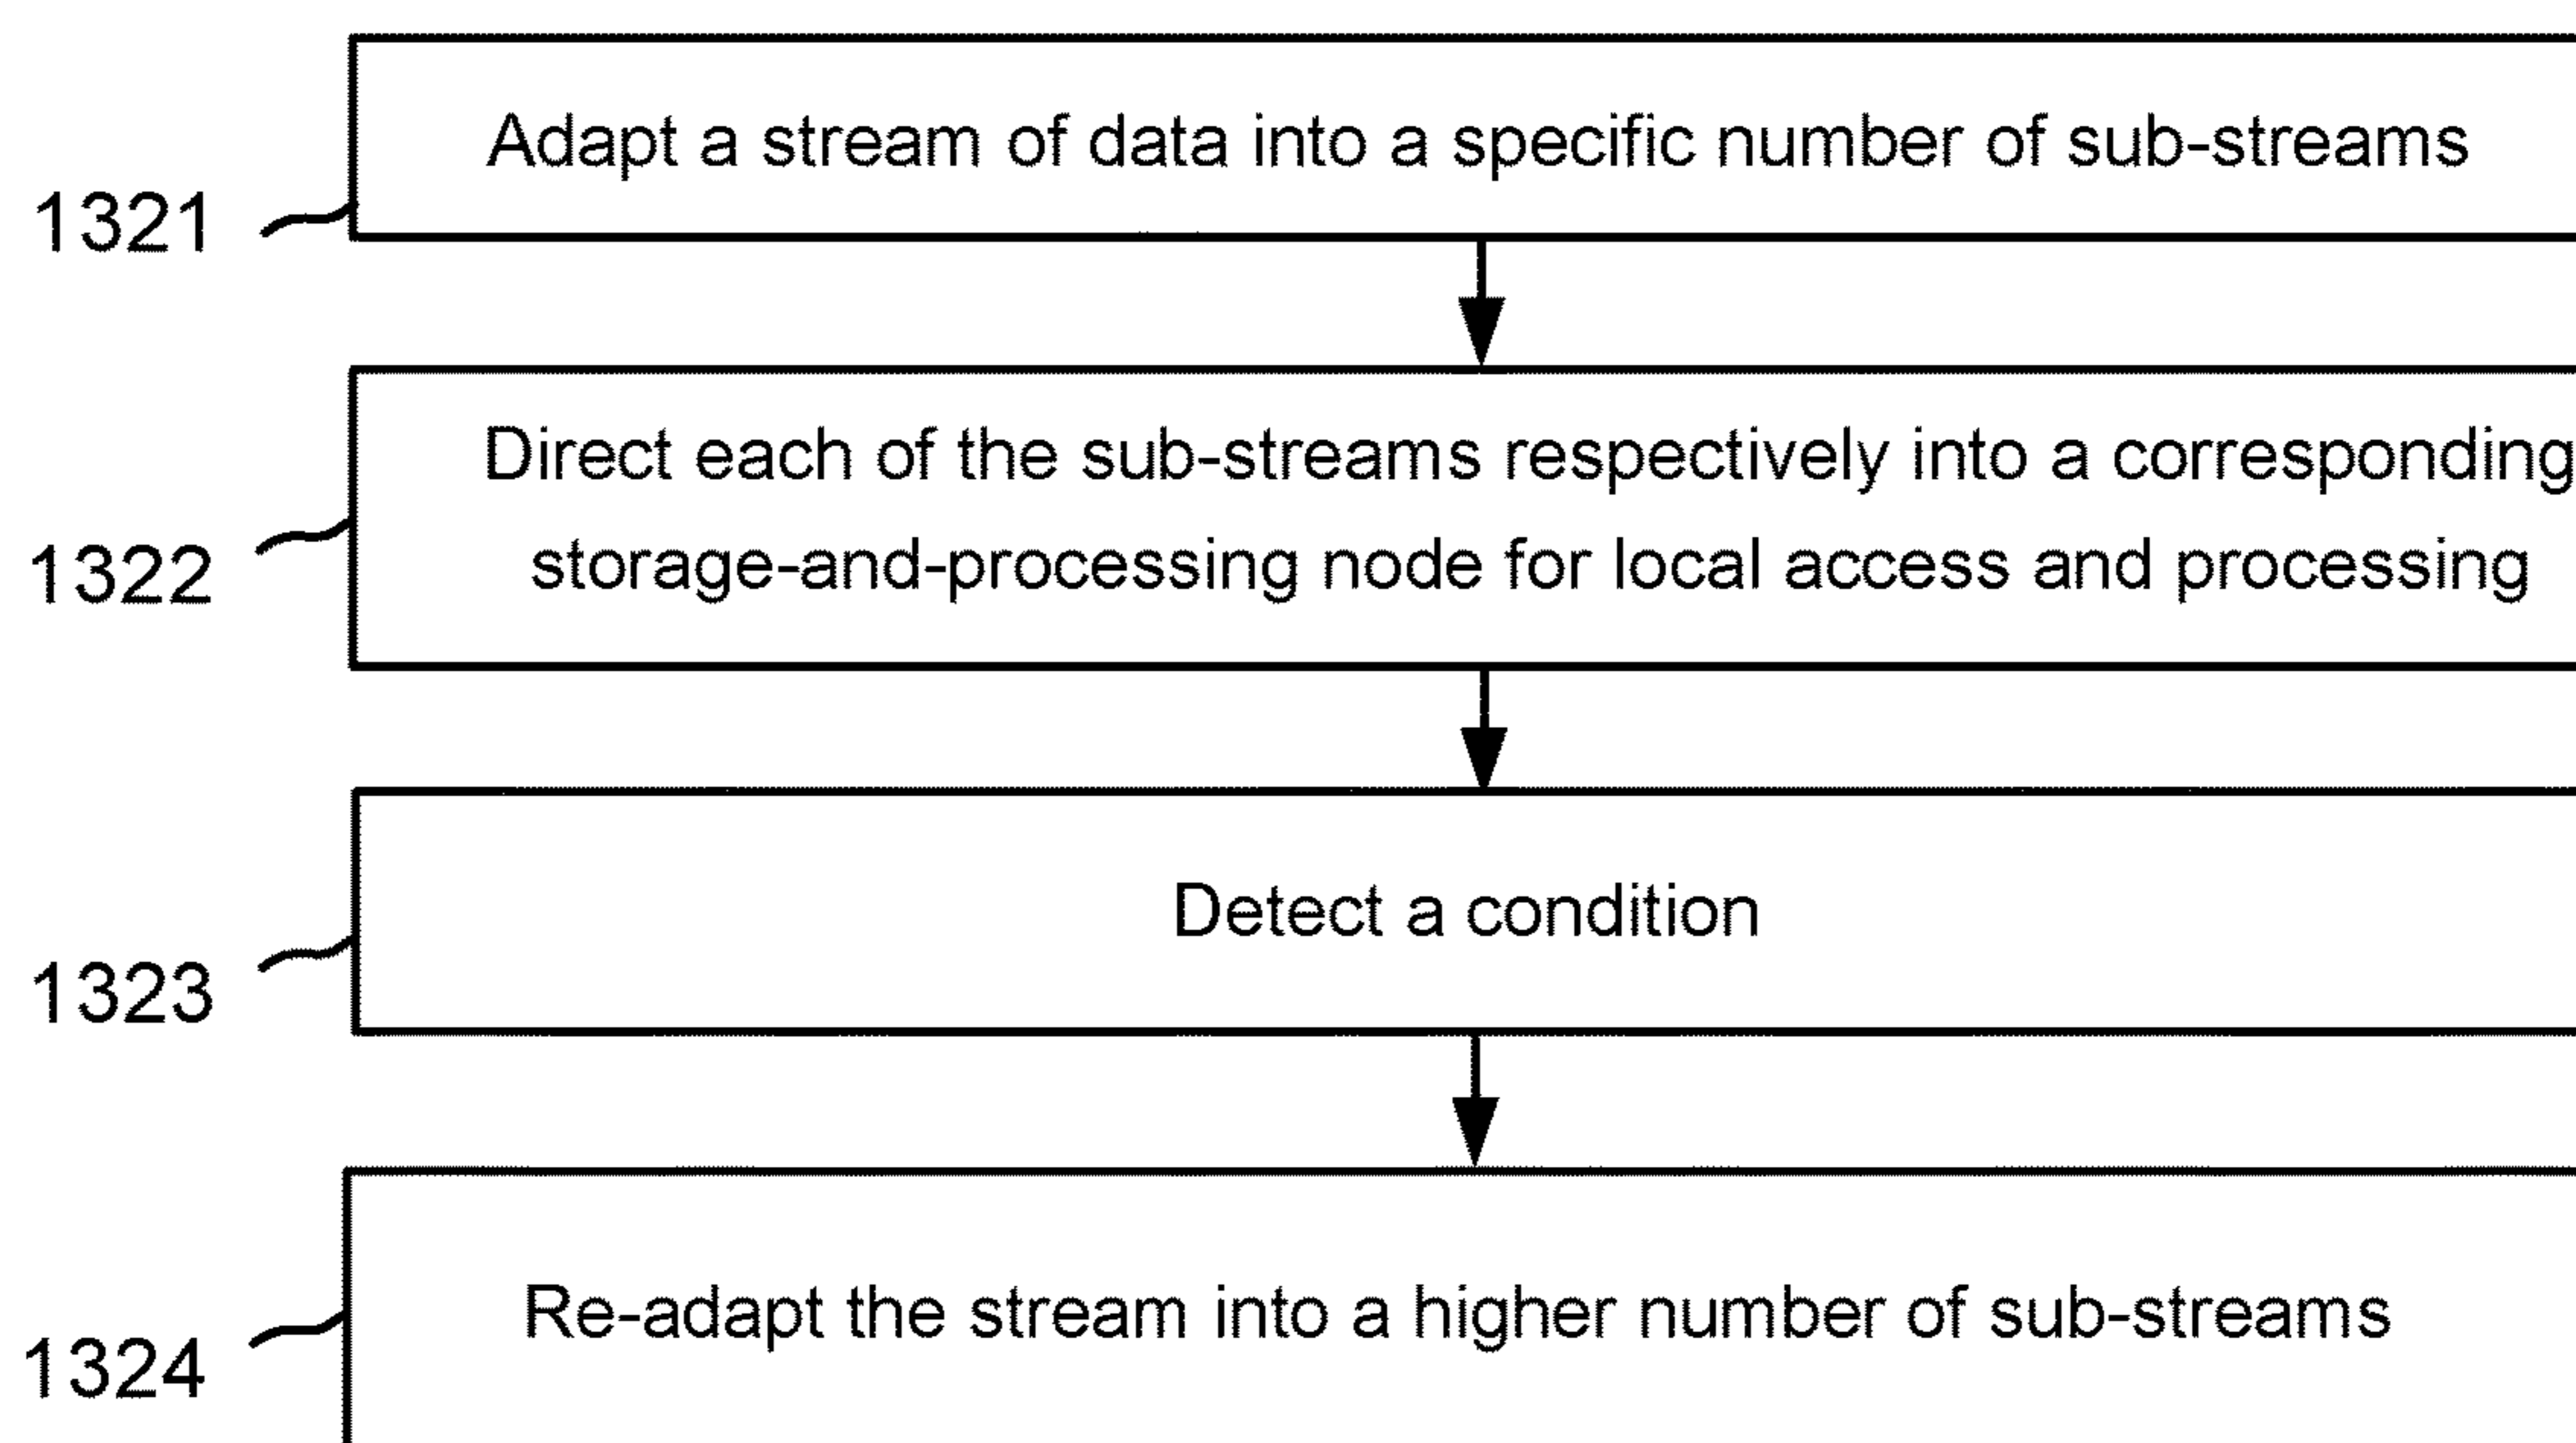 Adapt a stream of data into a specific number of sub-streams
1321
Direct each of the sub-streams respectively into a corresponding
storage-and-processing node for local access and processing
1322
Detect a condition
1323
Re-adapt the stream into a higher number of sub-streams
1324